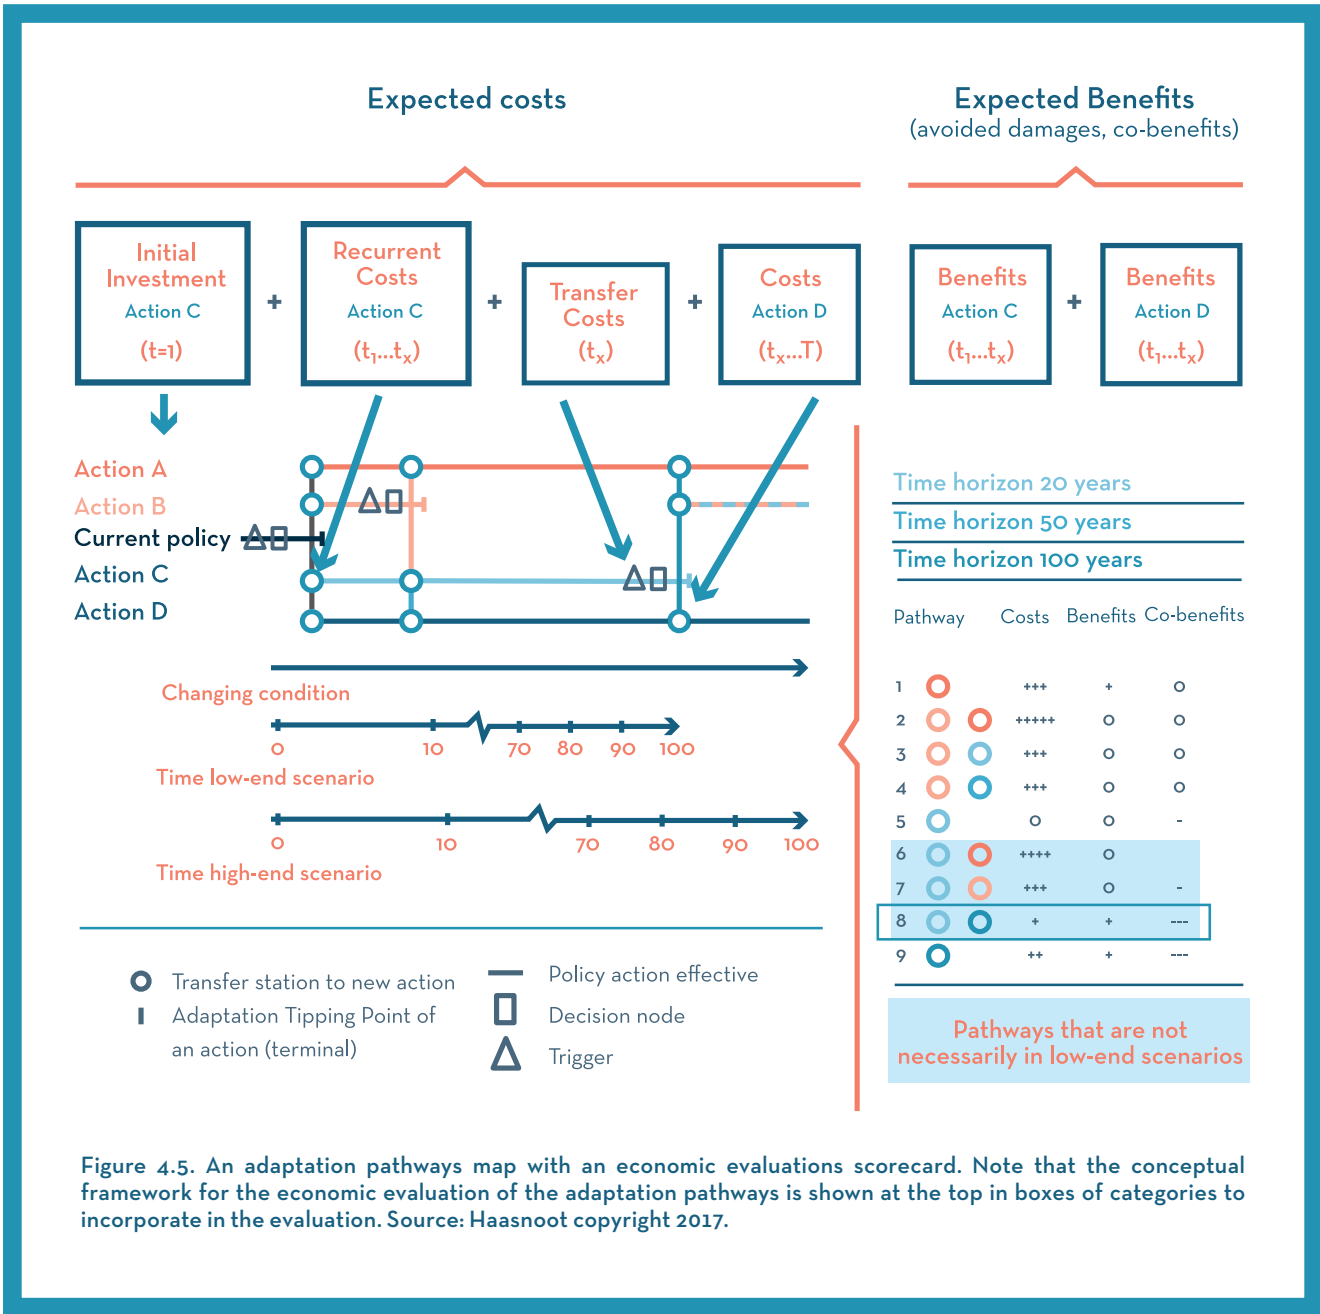 Expected costs
Expected Benefits
(avoided damages, co-benefits)
Initial
Investment
Action C
(t=1)
+
Recurrent
Costs
Action C
(t₁...tₓ)
+
Transfer
Costs
(tₓ)
+
Costs
Action D
(tₓ...T)
Benefits
Action C
(t₁...tₓ)
+
Benefits
Action D
(t₁...tₓ)
Action A
Action B
Current policy
Action C
Action D
Changing condition
0 10 70 80 90 100
Time low-end scenario
0 10 70 80 90 100
Time high-end scenario
Transfer station to new action
Adaptation Tipping Point of
an action (terminal)
Policy action effective
Decision node
Trigger
Time horizon 20 years
Time horizon 50 years
Time horizon 100 years
Pathway Costs Benefits Co-benefits
1 +++ + o
2 +++++ o o
3 +++ o o
4 +++ o o
5 o o -
6 ++++ o
7 +++ o -
8 + + ---
9 ++ + ---
Pathways that are not
necessarily in low-end scenarios
Figure 4.5. An adaptation pathways map with an economic evaluations scorecard. Note that the conceptual
framework for the economic evaluation of the adaptation pathways is shown at the top in boxes of categories to
incorporate in the evaluation. Source: Haasnoot copyright 2017.